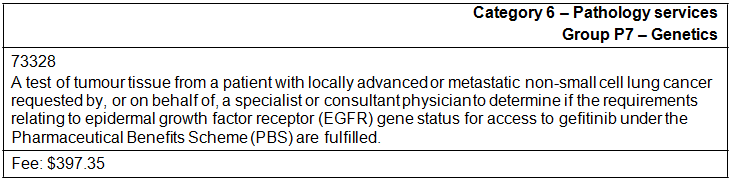 Category 6 – Pathology services
Group P7 – Genetics
73328
A test of tumour tissue from a patient with locally advanced or metastatic non-small cell lung cancer
requested by, or on behalf of, a specialist or consultant physician to determine if the requirements
relating to epidermal growth factor receptor (EGFR) gene status for access to gefitinib under the
Pharmaceutical Benefits Scheme (PBS) are fulfilled.
Fee: $397.35